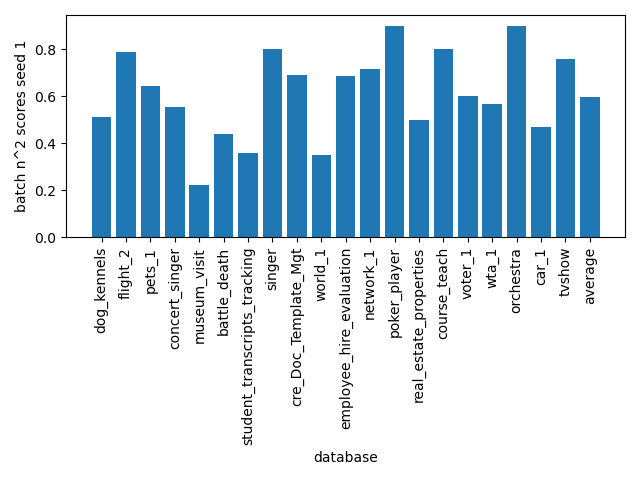 batch n^2 scores seed 1
0.8
0.6
0.4
0.2
0.0
dog_kennels
flight_2
pets_1
concert_singer
museum_visit
battle_death
student_transcripts_tracking
singer
cre_Doc_Template_Mgt
world_1
employee_hire_evaluation
network_1
poker_player
real_estate_properties
course_teach
voter_1
wta_1
orchestra
car_1
tvshow
average
database